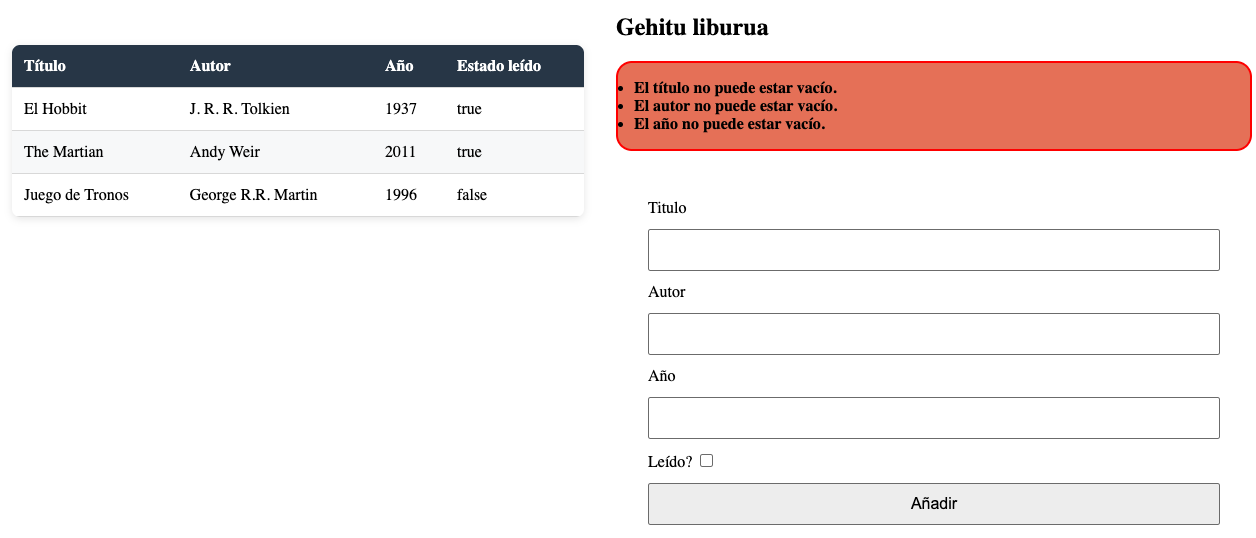 Título Autor Año Estado leído
El Hobbit J. R. R. Tolkien 1937 true
The Martian Andy Weir 2011 true
Juego de Tronos George R.R. Martin 1996 false
Gehitu liburua
El título no puede estar vacío.
El autor no puede estar vacío.
El año no puede estar vacío.
Titulo
Autor
Año
Leído?
Añadir